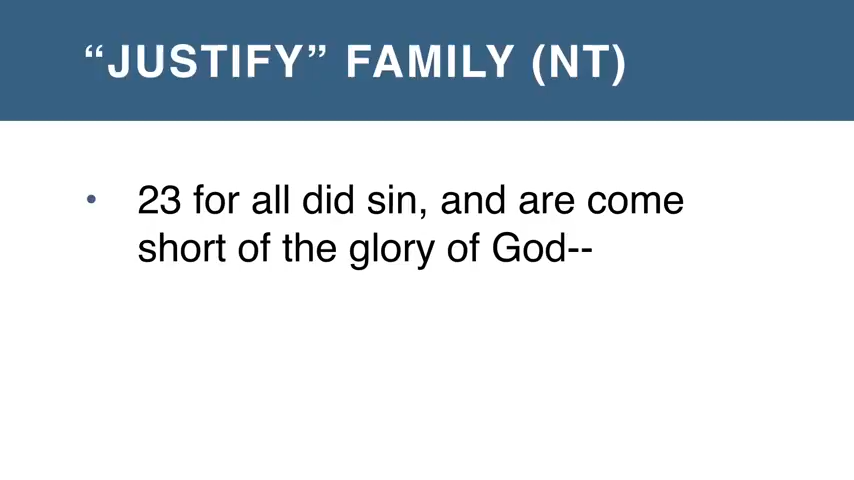 “JUSTIFY” FAMILY (NT)
• 23 for all did sin, and are come
short of the glory of God--